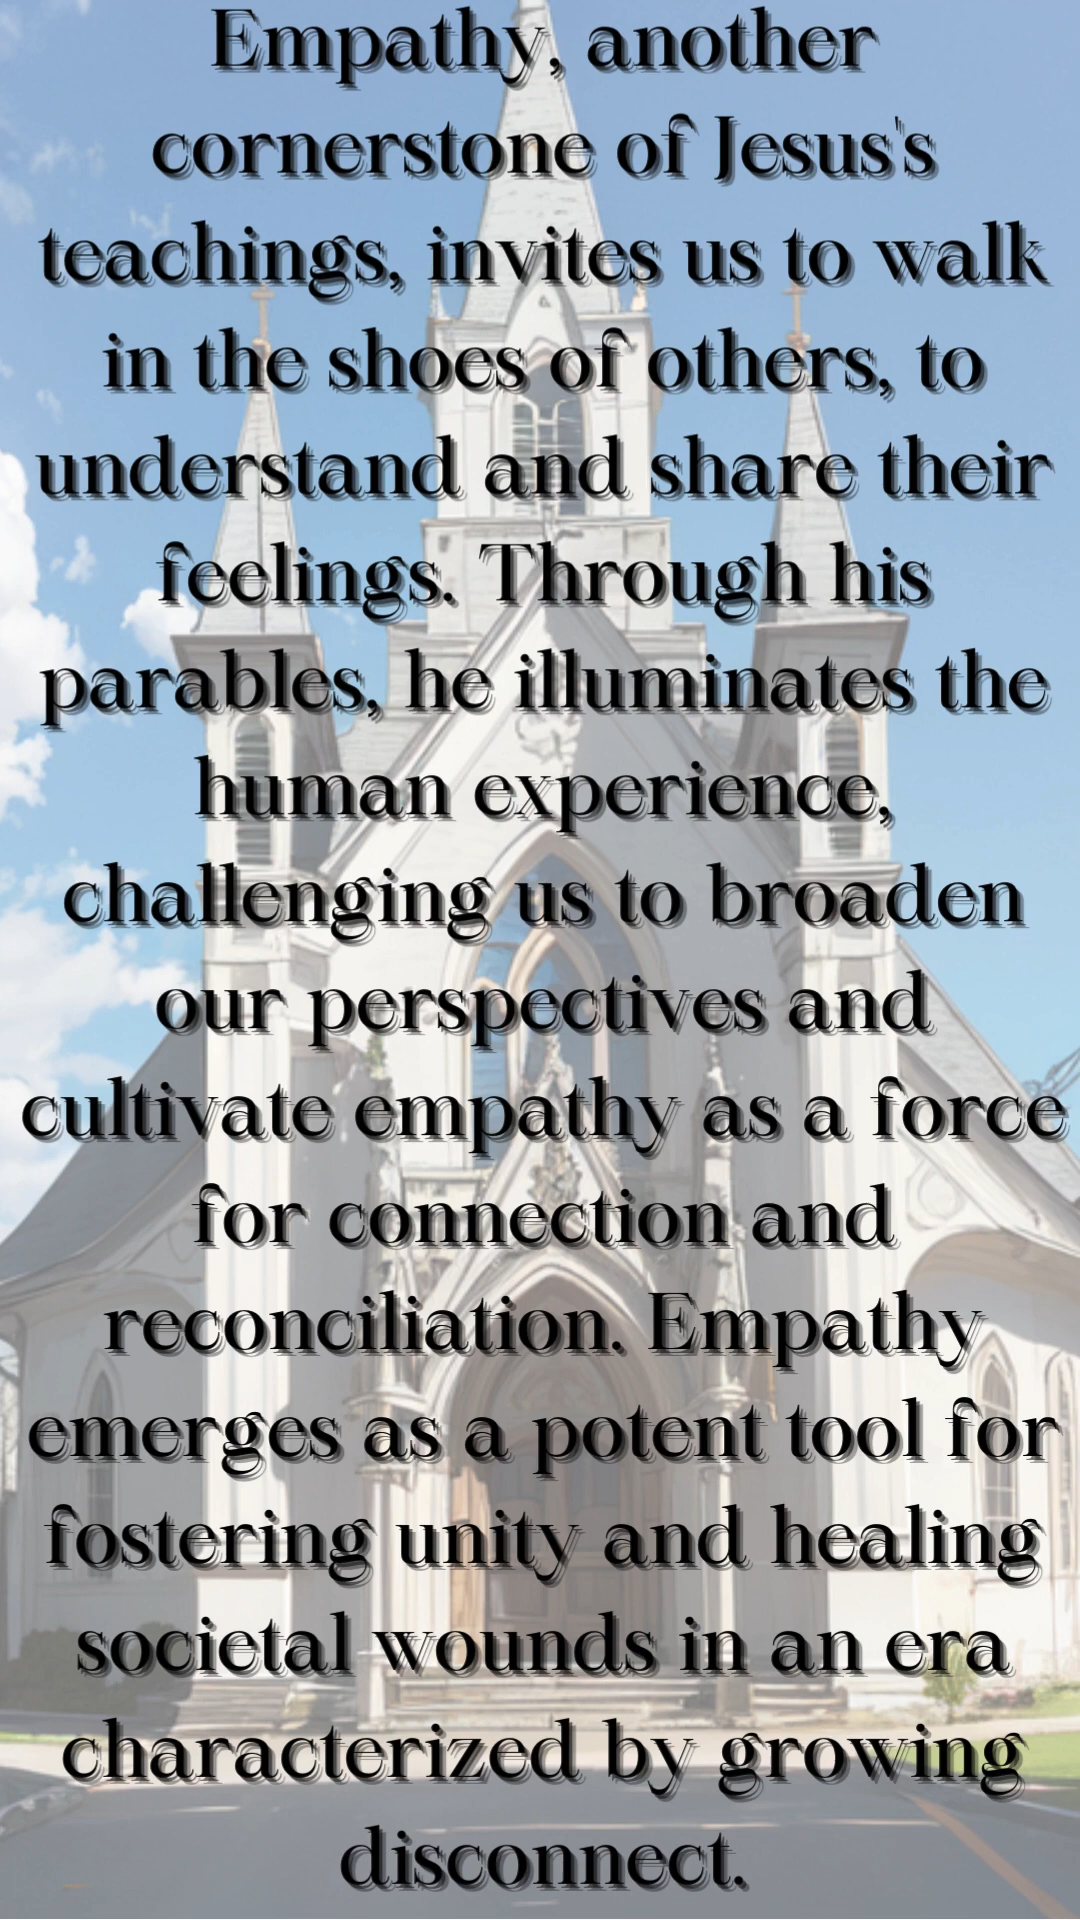 Empathy, another
cornerstone of Jesus's
teachings, invites us to walk
in the shoes of others, to
understand and share their
feelings. Through his
parables, he illuminates the
human experience,
challenging us to broaden
our perspectives and
cultivate empathy as a force
for connection and
reconciliation. Empathy
emerges as a potent tool for
fostering unity and healing
societal wounds in an era
characterized by growing
disconnect.